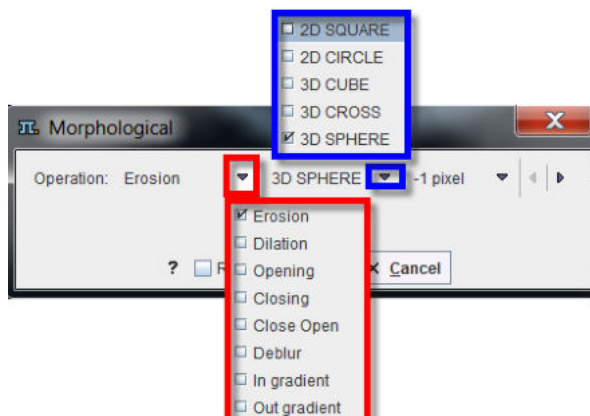 2D SQUARE
2D CIRCLE
3D CUBE
3D CROSS
3D SPHERE
Morphological
Operation: Erosion 3D SPHERE -1 pixel
Erosion
Dilation
? R Opening Cancel
Closing
Close Open
Deblur
In gradient
Out gradient